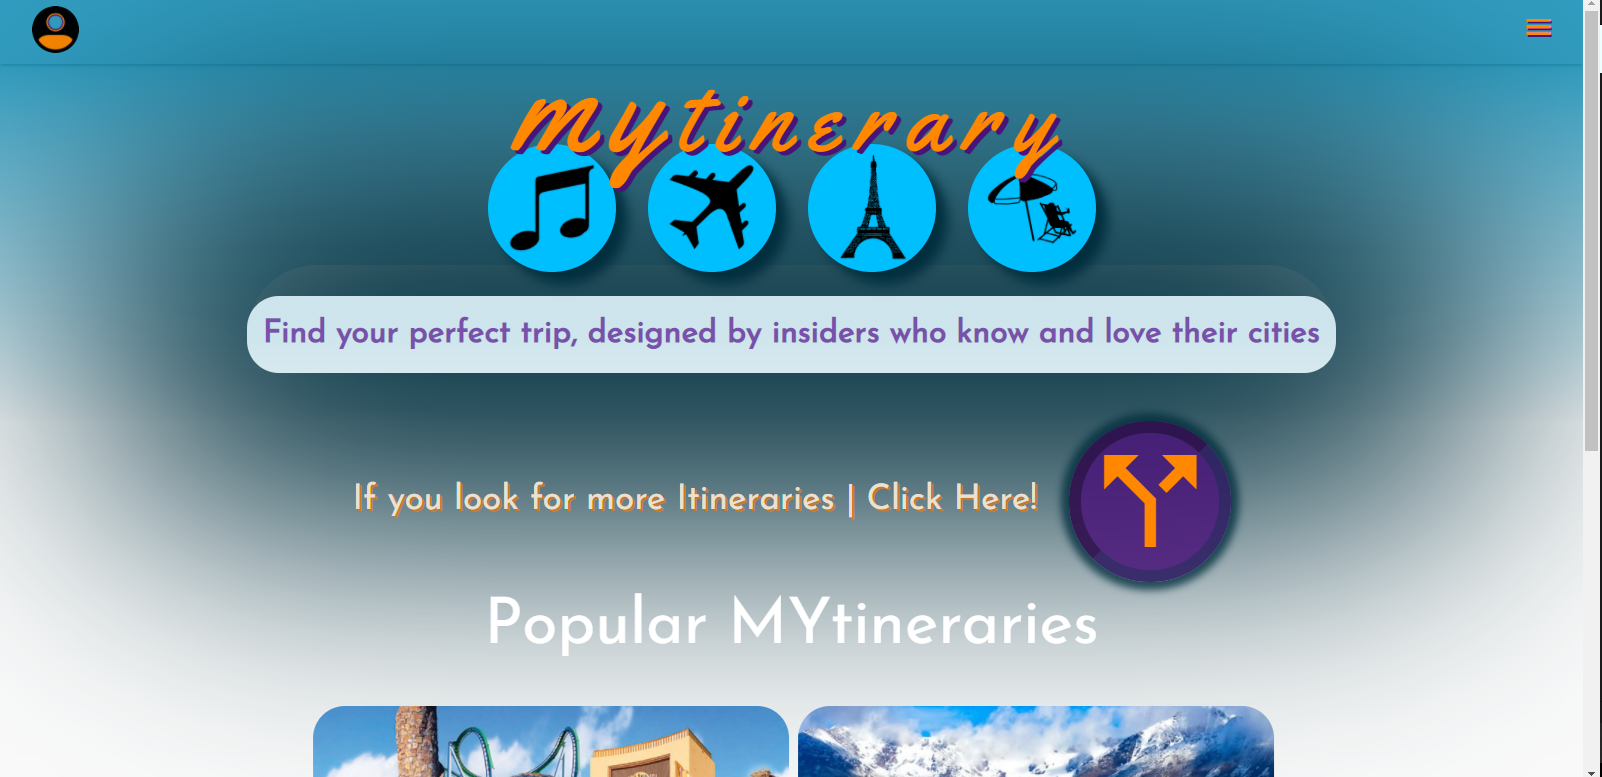 mytinerary
Find your perfect trip, designed by insiders who know and love their cities
If you look for more Itineraries | Click Here!
Popular MYtineraries